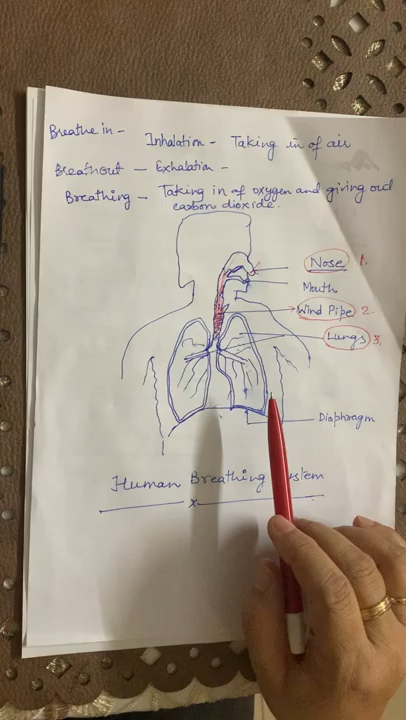 Breathe in - Inhalation - Taking in of air
Breathout - Exhalation -
Breathing - Taking in of oxygen and giving out
carbon dioxide.
Nose 1.
Mouth
Wind Pipe 2.
Lungs 3.
Diaphragm
Human Breathing System
x